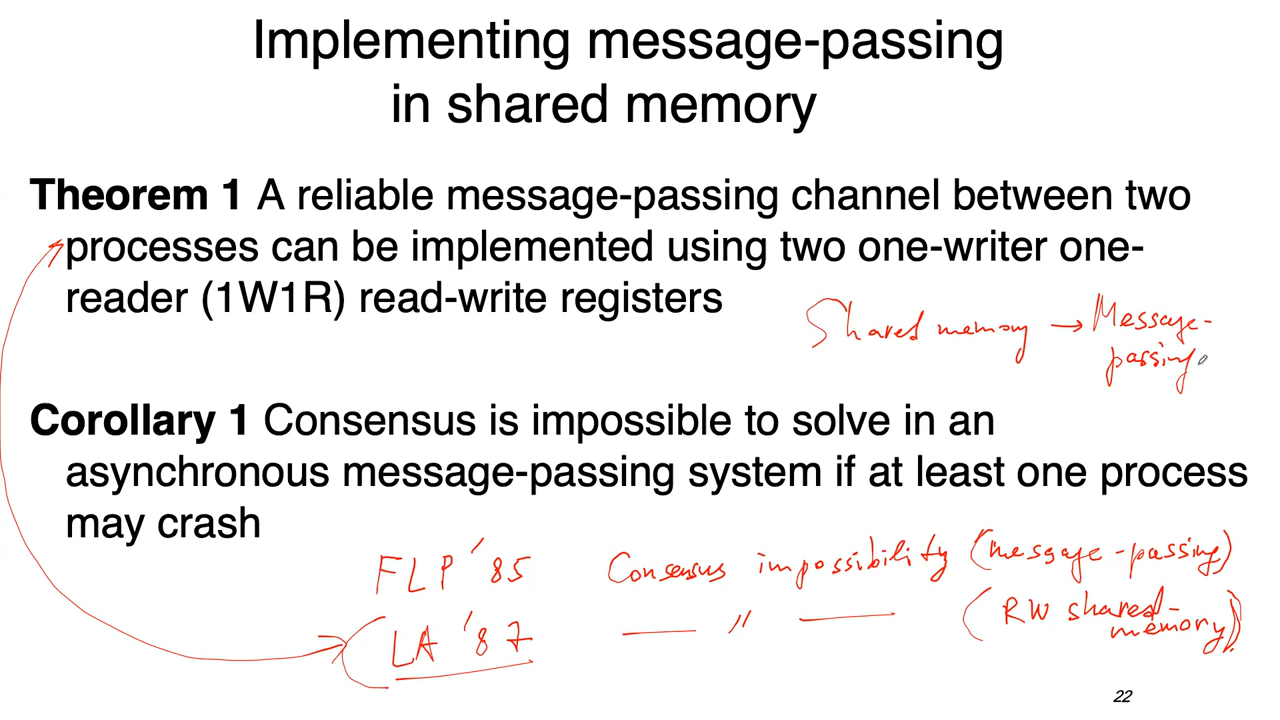 Implementing message-passing
in shared memory
Theorem 1 A reliable message-passing channel between two
processes can be implemented using two one-writer one-
reader (1W1R) read-write registers
Shared memory → Message-
passing
Corollary 1 Consensus is impossible to solve in an
asynchronous message-passing system if at least one process
may crash
FLP '85 Consensus impossibility (message-passing)
LA '87 — " — (RW shared-
memory)
22